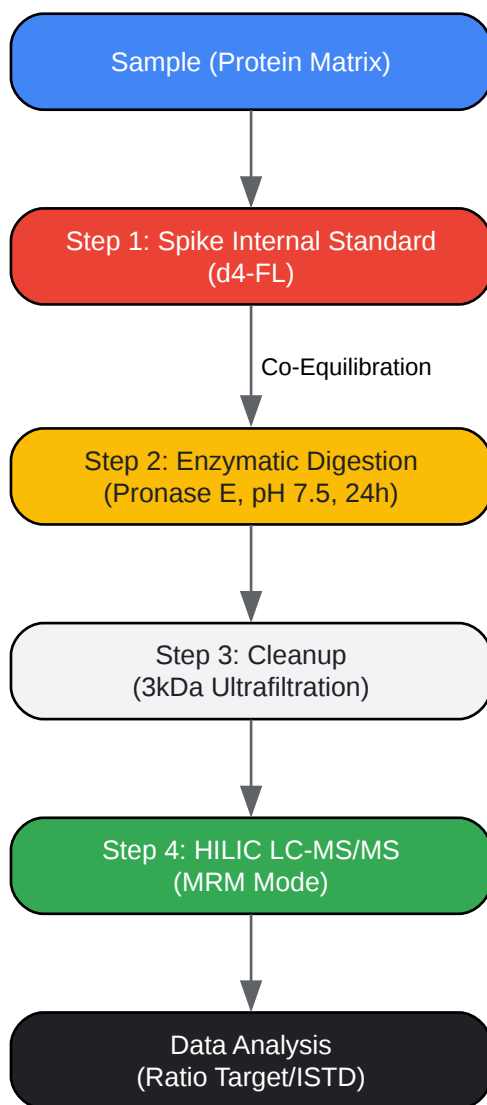 Sample (Protein Matrix)
Step 1: Spike Internal Standard
(d4-FL)
Co-Equilibration
Step 2: Enzymatic Digestion
(Pronase E, pH 7.5, 24h)
Step 3: Cleanup
(3kDa Ultrafiltration)
Step 4: HILIC LC-MS/MS
(MRM Mode)
Data Analysis
(Ratio Target/ISTD)